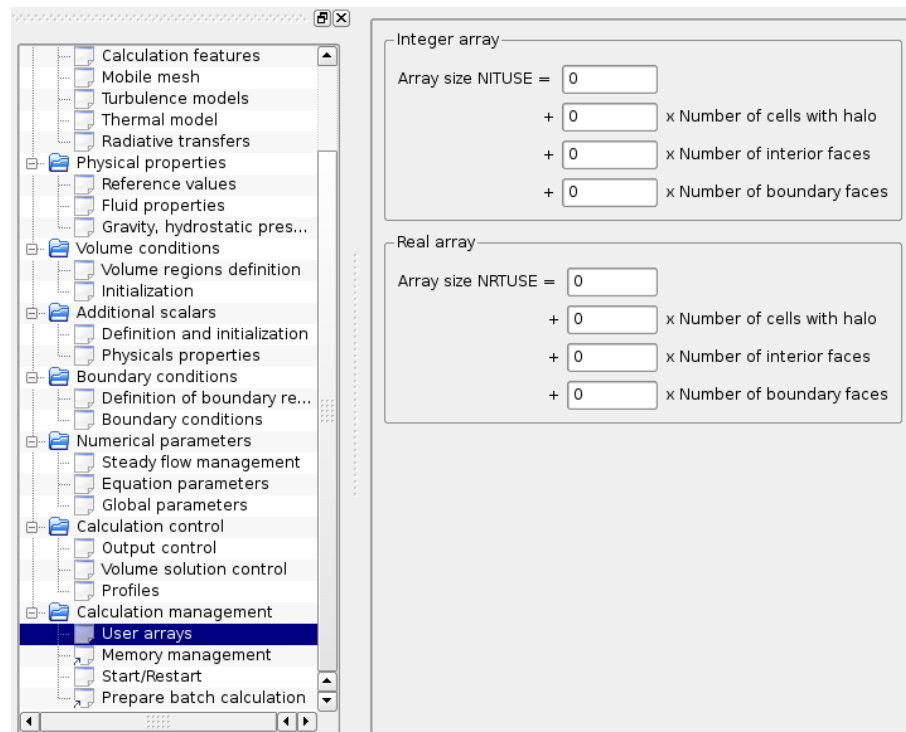 Calculation features
Mobile mesh
Turbulence models
Thermal model
Radiative transfers
Physical properties
Reference values
Fluid properties
Gravity, hydrostatic pres...
Volume conditions
Volume regions definition
Initialization
Additional scalars
Definition and initialization
Physicals properties
Boundary conditions
Definition of boundary re...
Boundary conditions
Numerical parameters
Steady flow management
Equation parameters
Global parameters
Calculation control
Output control
Volume solution control
Profiles
Calculation management
User arrays
Memory management
Start/Restart
Prepare batch calculation
Integer array
Array size NITUSE = 0
+ 0 x Number of cells with halo
+ 0 x Number of interior faces
+ 0 x Number of boundary faces
Real array
Array size NRTUSE = 0
+ 0 x Number of cells with halo
+ 0 x Number of interior faces
+ 0 x Number of boundary faces